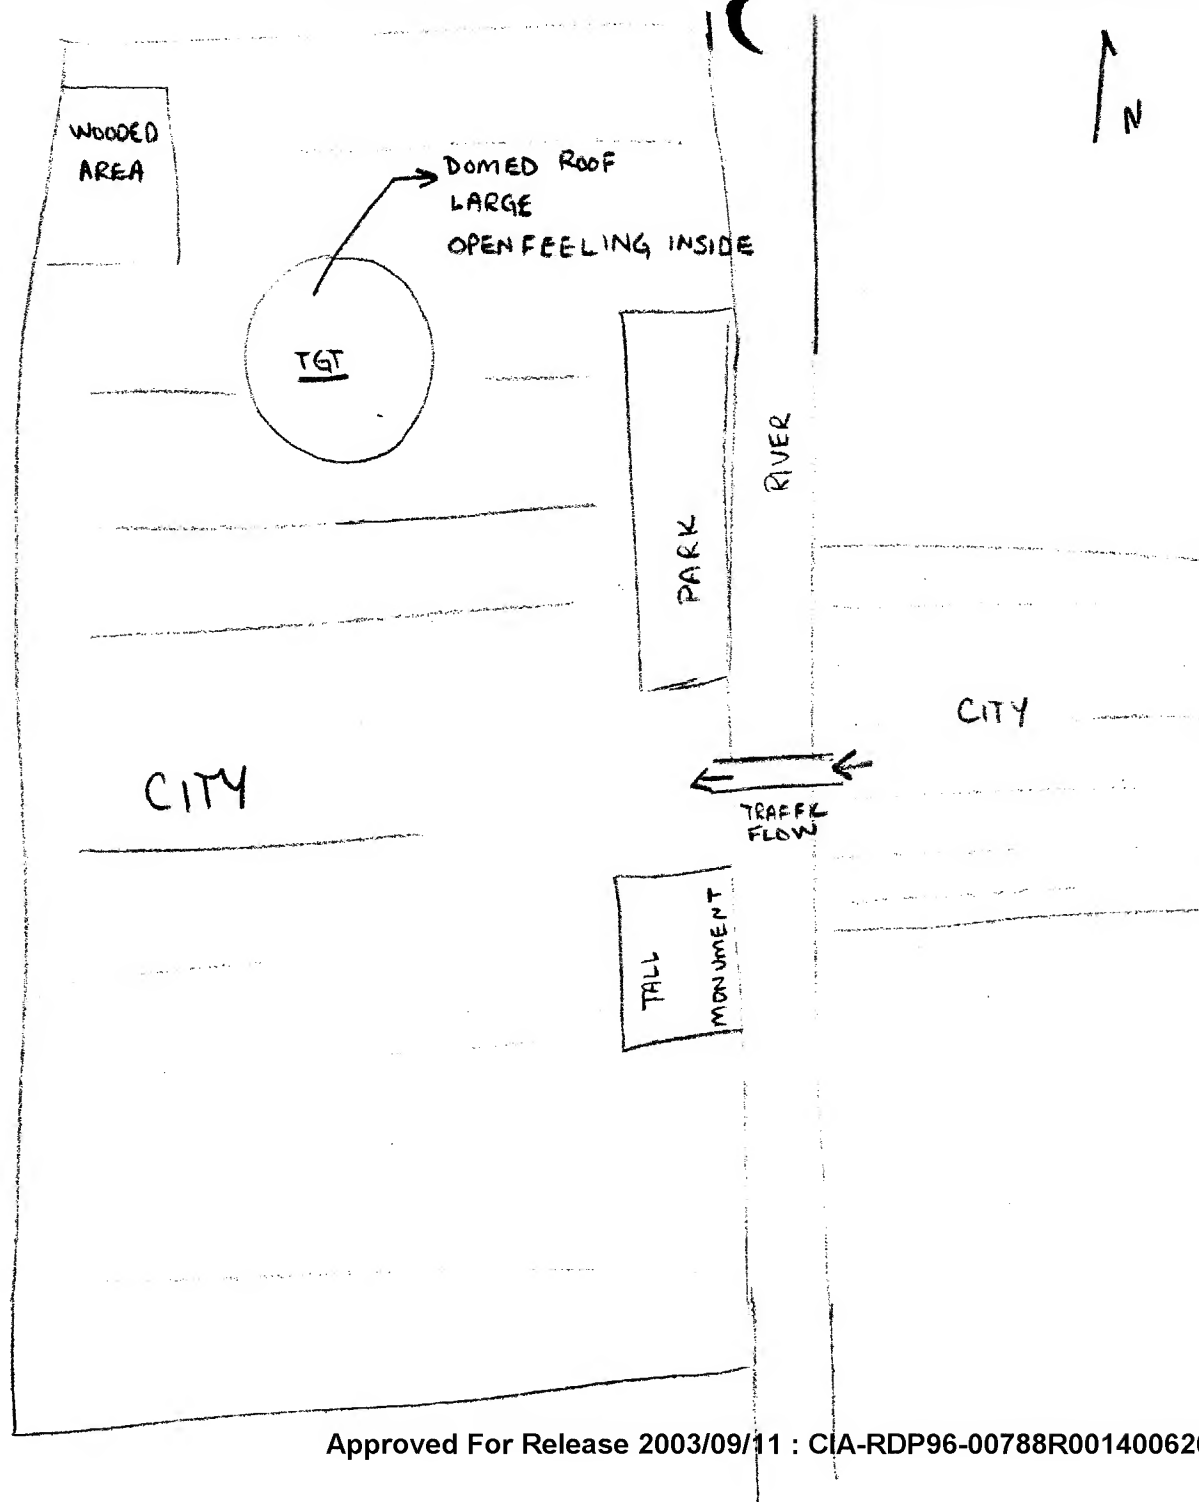 N
WOODED
AREA
DOMED ROOF
LARGE
OPEN FEELING INSIDE
TGT
RIVER
PARK
CITY
CITY
TRAFFIC
FLOW
TALL
MONUMENT
Approved For Release 2003/09/11 : CIA-RDP96-00788R00140062